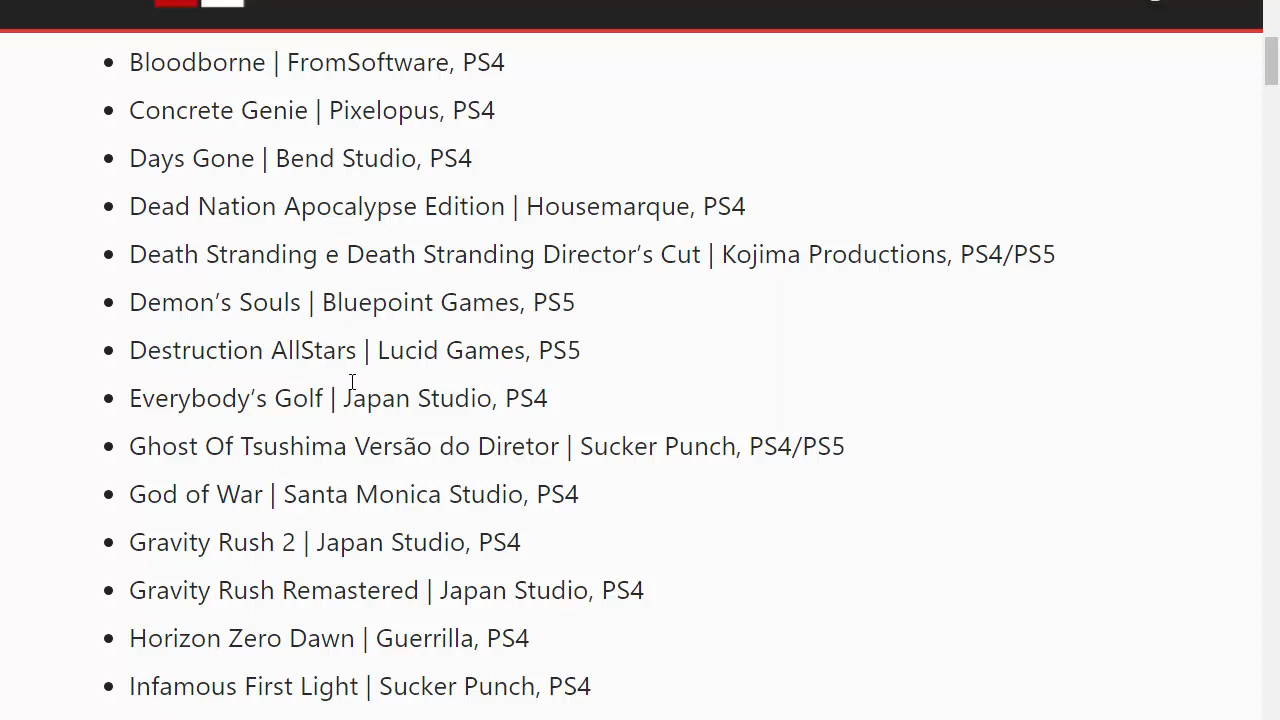 Bloodborne | FromSoftware, PS4
Concrete Genie | Pixelopus, PS4
Days Gone | Bend Studio, PS4
Dead Nation Apocalypse Edition | Housemarque, PS4
Death Stranding e Death Stranding Director’s Cut | Kojima Productions, PS4/PS5
Demon’s Souls | Bluepoint Games, PS5
Destruction AllStars | Lucid Games, PS5
Everybody’s Golf | Japan Studio, PS4
Ghost Of Tsushima Versão do Diretor | Sucker Punch, PS4/PS5
God of War | Santa Monica Studio, PS4
Gravity Rush 2 | Japan Studio, PS4
Gravity Rush Remastered | Japan Studio, PS4
Horizon Zero Dawn | Guerrilla, PS4
Infamous First Light | Sucker Punch, PS4